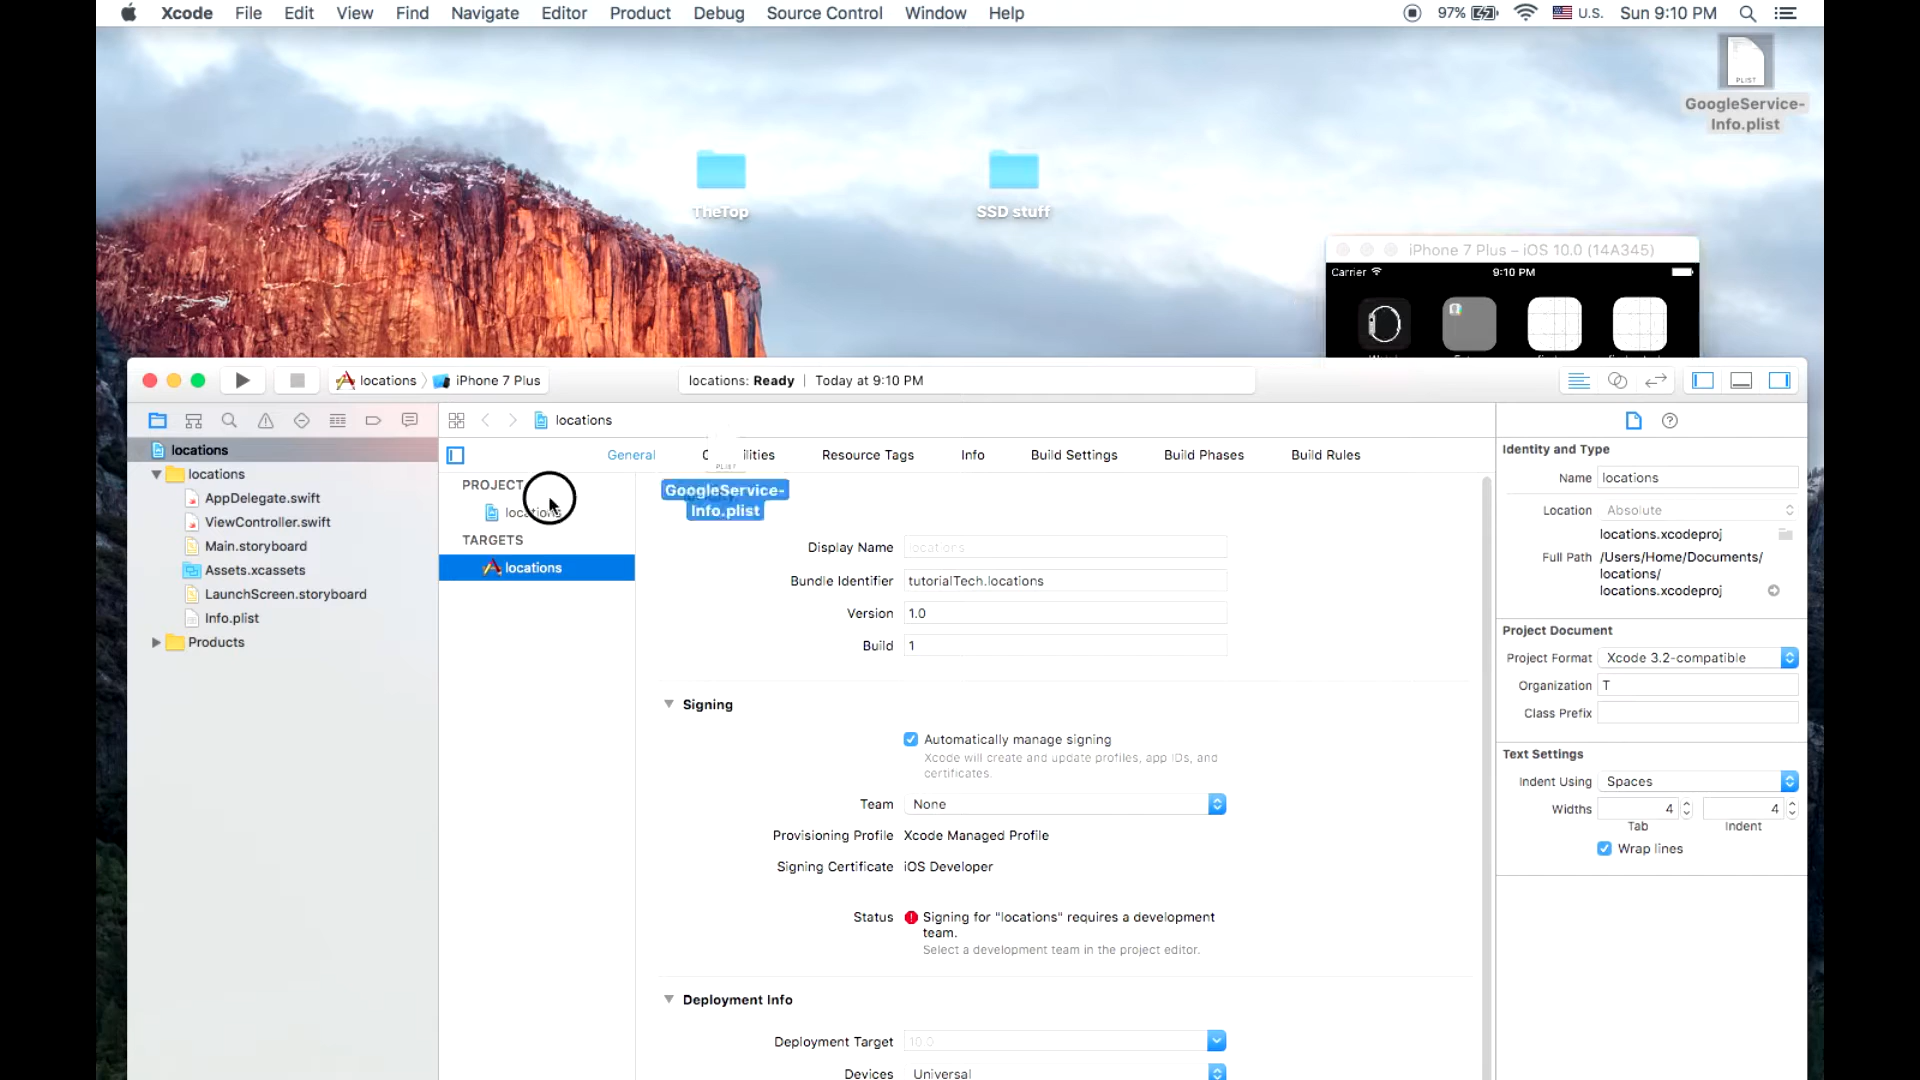 Xcode File Edit View Find Navigate Editor Product Debug Source Control Window Help
97% U.S. Sun 9:10 PM
PLIST
GoogleService-
Info.plist
TheTop
SSD stuff
iPhone 7 Plus – iOS 10.0 (14A345)
Carrier 9:10 PM
locations iPhone 7 Plus
locations: Ready | Today at 9:10 PM
locations
locations
AppDelegate.swift
ViewController.swift
Main.storyboard
Assets.xcassets
LaunchScreen.storyboard
Info.plist
Products
locations
General
Resource Tags
Info
Build Settings
Build Phases
Build Rules
PROJECT
locations
TARGETS
locations
PLIST
GoogleService-
Info.plist
Display Name locations
Bundle Identifier tutorialTech.locations
Version 1.0
Build 1
Signing
Automatically manage signing
Xcode will create and update profiles, app IDs, and
certificates.
Team None
Provisioning Profile Xcode Managed Profile
Signing Certificate iOS Developer
Status Signing for "locations" requires a development
team.
Select a development team in the project editor.
Deployment Info
Deployment Target 10.0
Devices Universal
Identity and Type
Name locations
Location Absolute
locations.xcodeproj
Full Path /Users/Home/Documents/
locations/
locations.xcodeproj
Project Document
Project Format Xcode 3.2-compatible
Organization T
Class Prefix
Text Settings
Indent Using Spaces
Widths 4 4
Tab Indent
Wrap lines